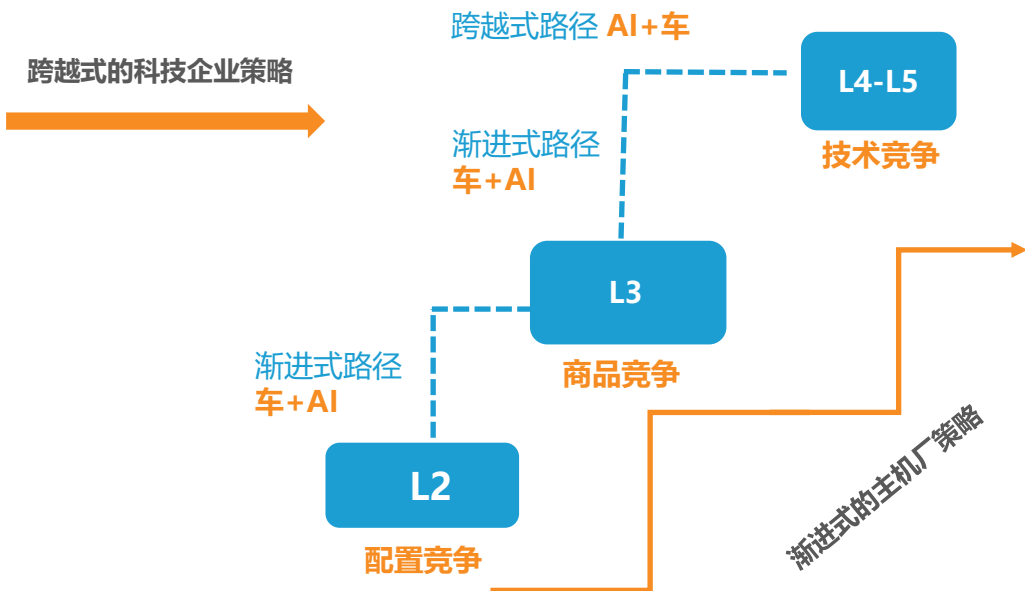 跨越式路径 AI+车
跨越式的科技企业策略
L4-L5
技术竞争
渐进式路径
车+AI
L3
商品竞争
渐进式路径
车+AI
L2
配置竞争
渐进式的主机厂策略